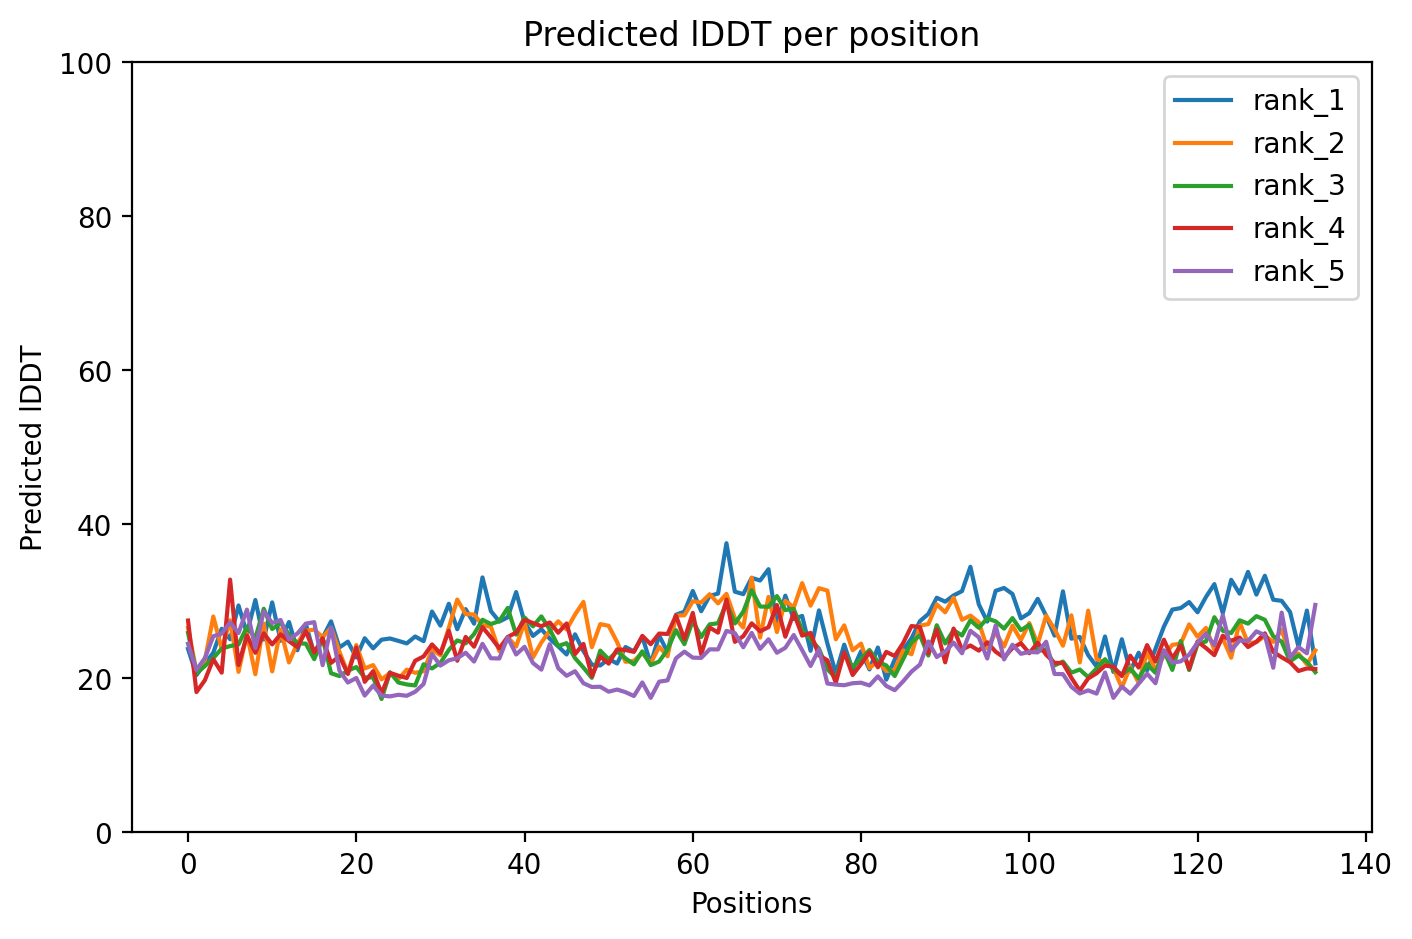 Predicted lDDT per position
100
80
60
40
20
0
Predicted lDDT
rank_1
rank_2
rank_3
rank_4
rank_5
0 20 40 60 80 100 120 140
Positions